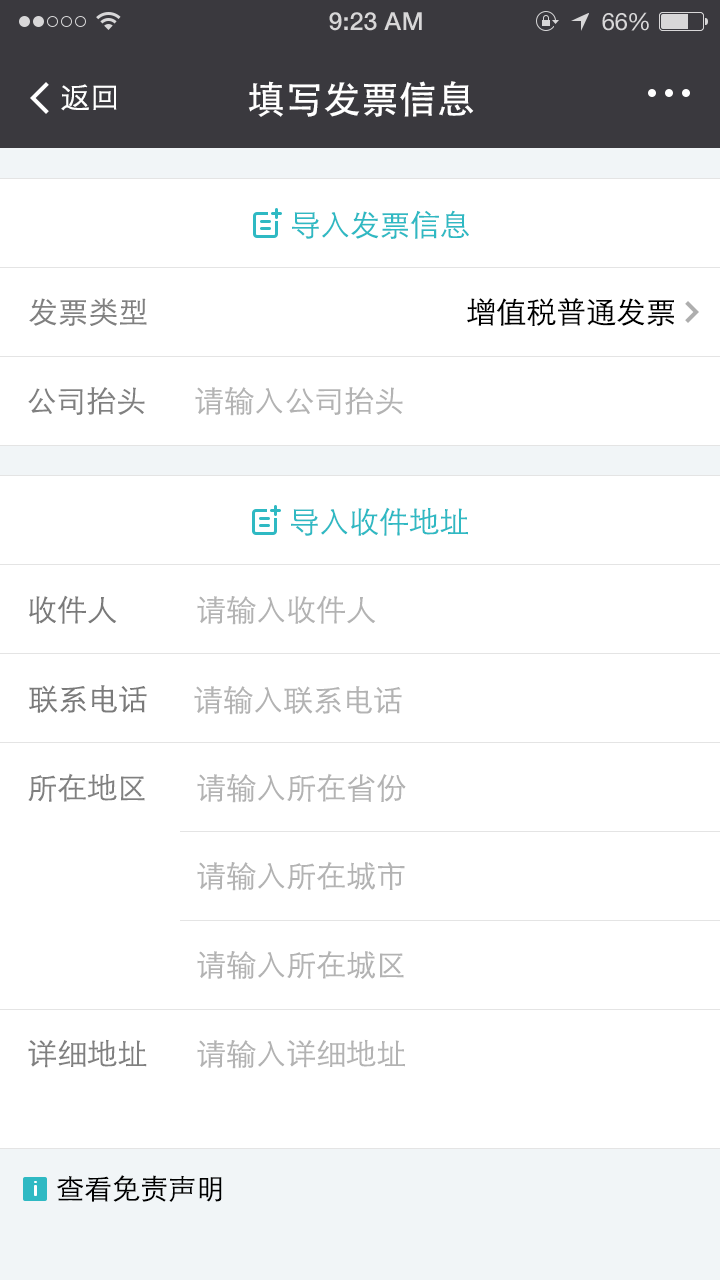 9:23 AM
66%
返回
填写发票信息
导入发票信息
发票类型 增值税普通发票
公司抬头 请输入公司抬头
导入收件地址
收件人 请输入收件人
联系电话 请输入联系电话
所在地区 请输入所在省份
请输入所在城市
请输入所在城区
详细地址 请输入详细地址
查看免责声明